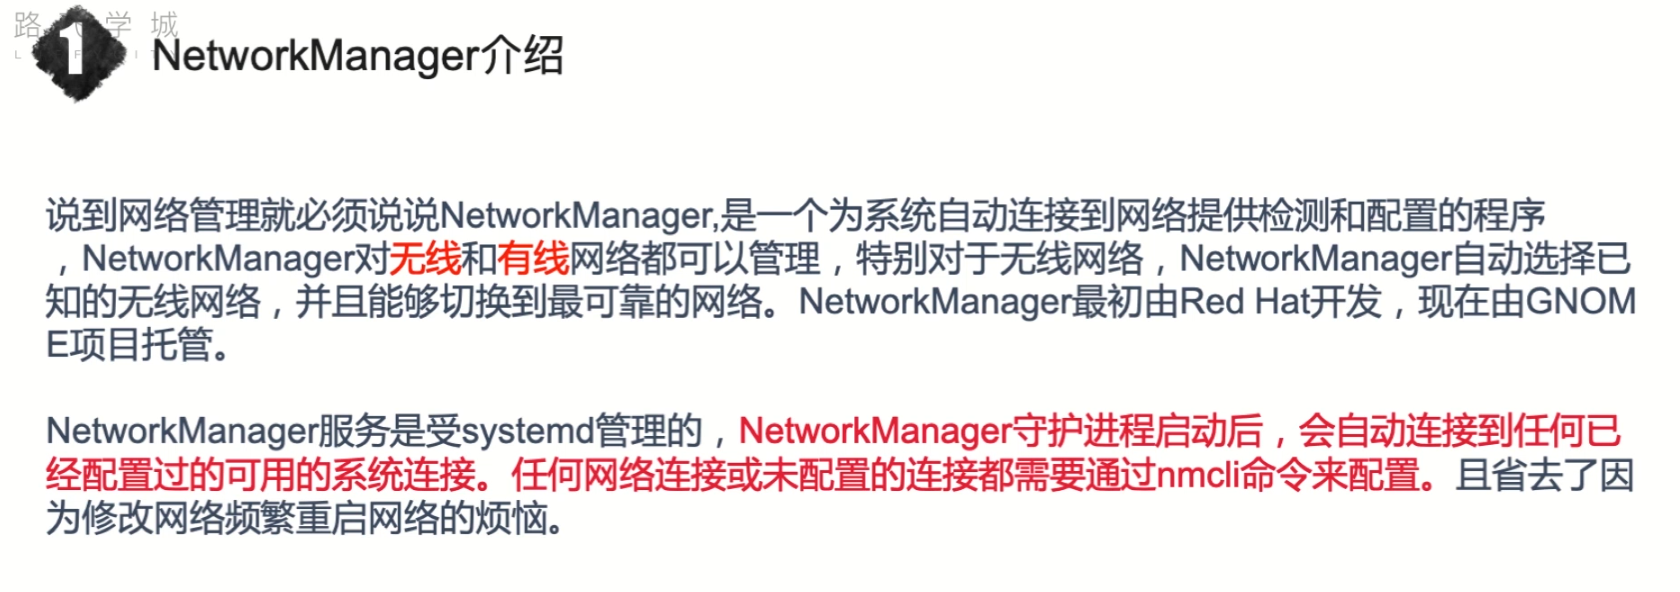 路 学 城
1
NetworkManager介绍
说到网络管理就必须说说NetworkManager,是一个为系统自动连接到网络提供检测和配置的程序
，NetworkManager对无线和有线网络都可以管理，特别对于无线网络，NetworkManager自动选择已
知的无线网络，并且能够切换到最可靠的网络。NetworkManager最初由Red Hat开发，现在由GNOM
E项目托管。
NetworkManager服务是受systemd管理的，NetworkManager守护进程启动后，会自动连接到任何已
经配置过的可用的系统连接。任何网络连接或未配置的连接都需要通过nmcli命令来配置。且省去了因
为修改网络频繁重启网络的烦恼。